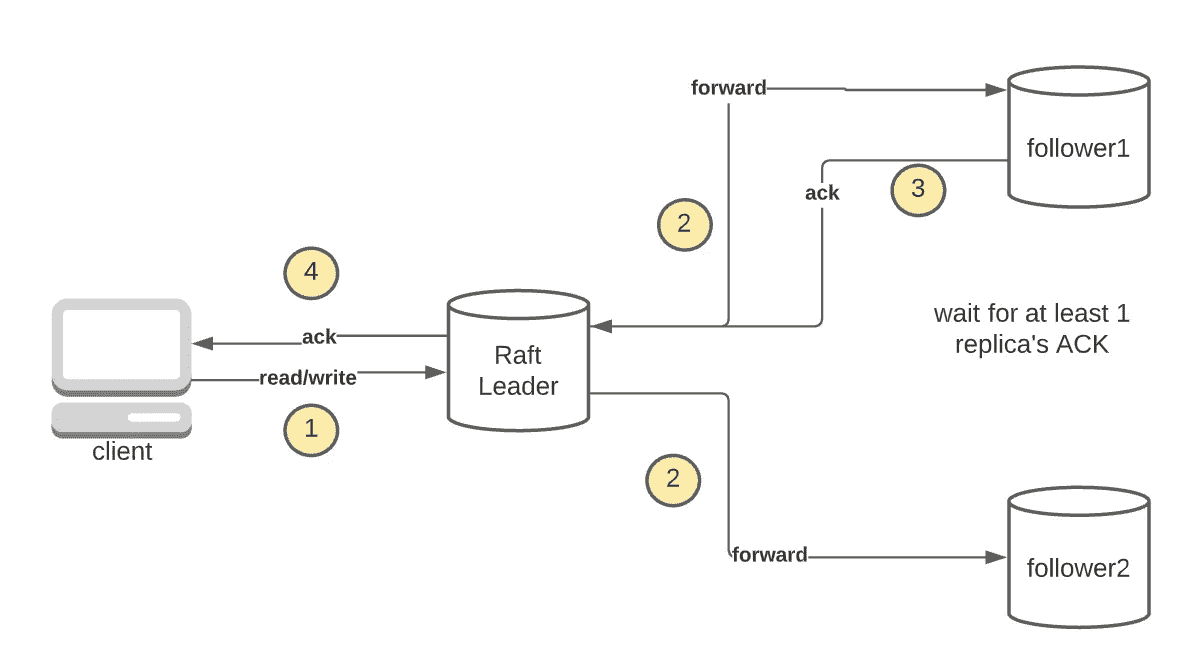 forward
follower1
3
ack
2
4
wait for at least 1
replica's ACK
ack
Raft
Leader
read/write
1
client
2
forward
follower2